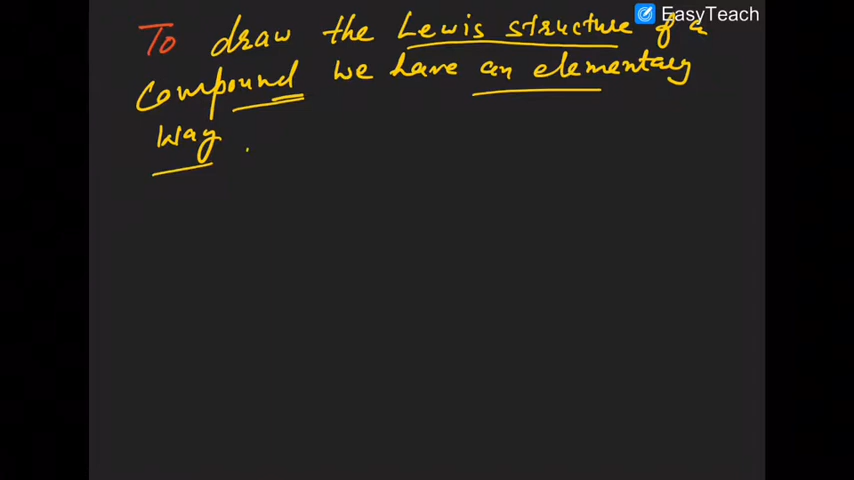 EasyTeach
To draw the Lewis structure of a
compound we have an elementary
way.